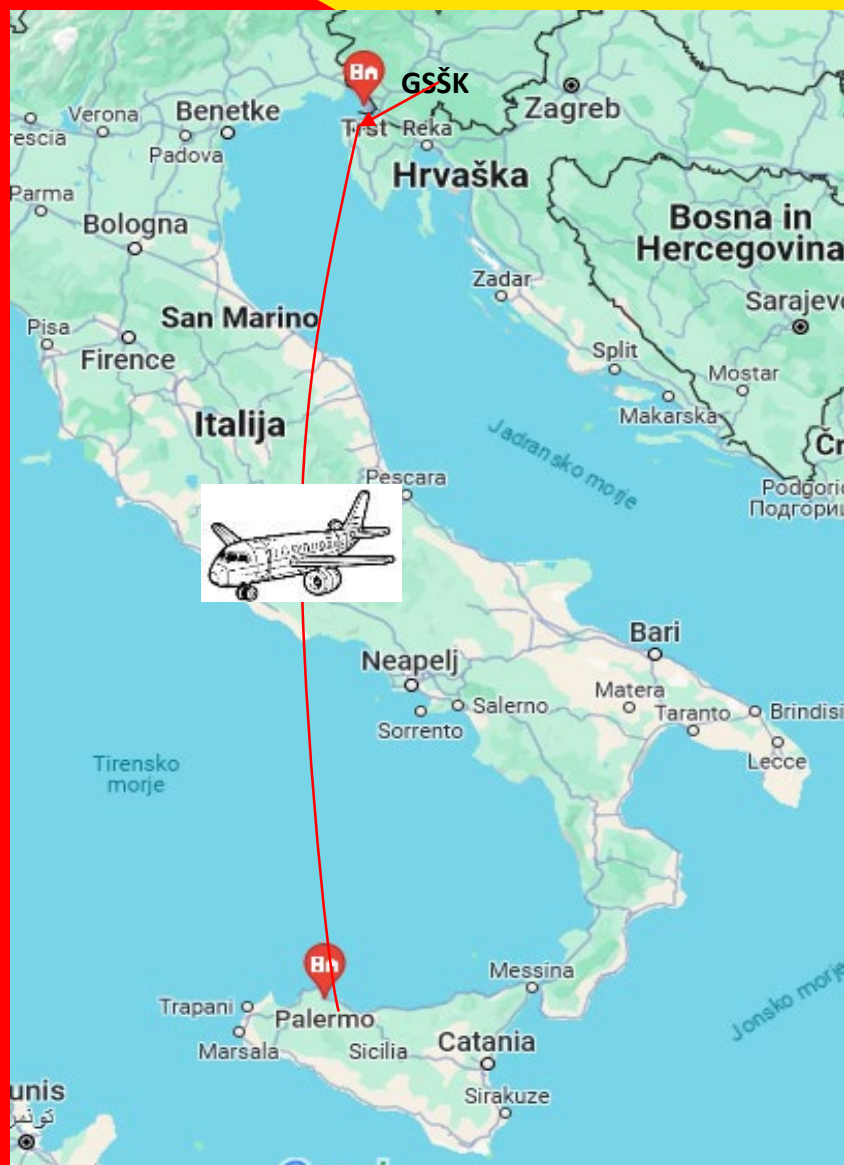 GSŠK
Zagreb
Verona
Benetke
rescia
Padova
Trst
Reka
Hrvaška
Parma
Bologna
Bosna in
Hercegovina
Zadar
San Marino
Sarajevo
Pisa
Firence
Split
Mostar
Makarska
Italija
Jadransko morje
Čr
Pescara
Podgoric
Подгориц
Bari
Neapelj
Matera
Salerno
Taranto
Brindisi
Sorrento
Lecce
Tirensko
morje
Messina
Trapani
Palermo
Jonsko morje
Marsala
Sicilia
Catania
Sirakuze
unis
تونس